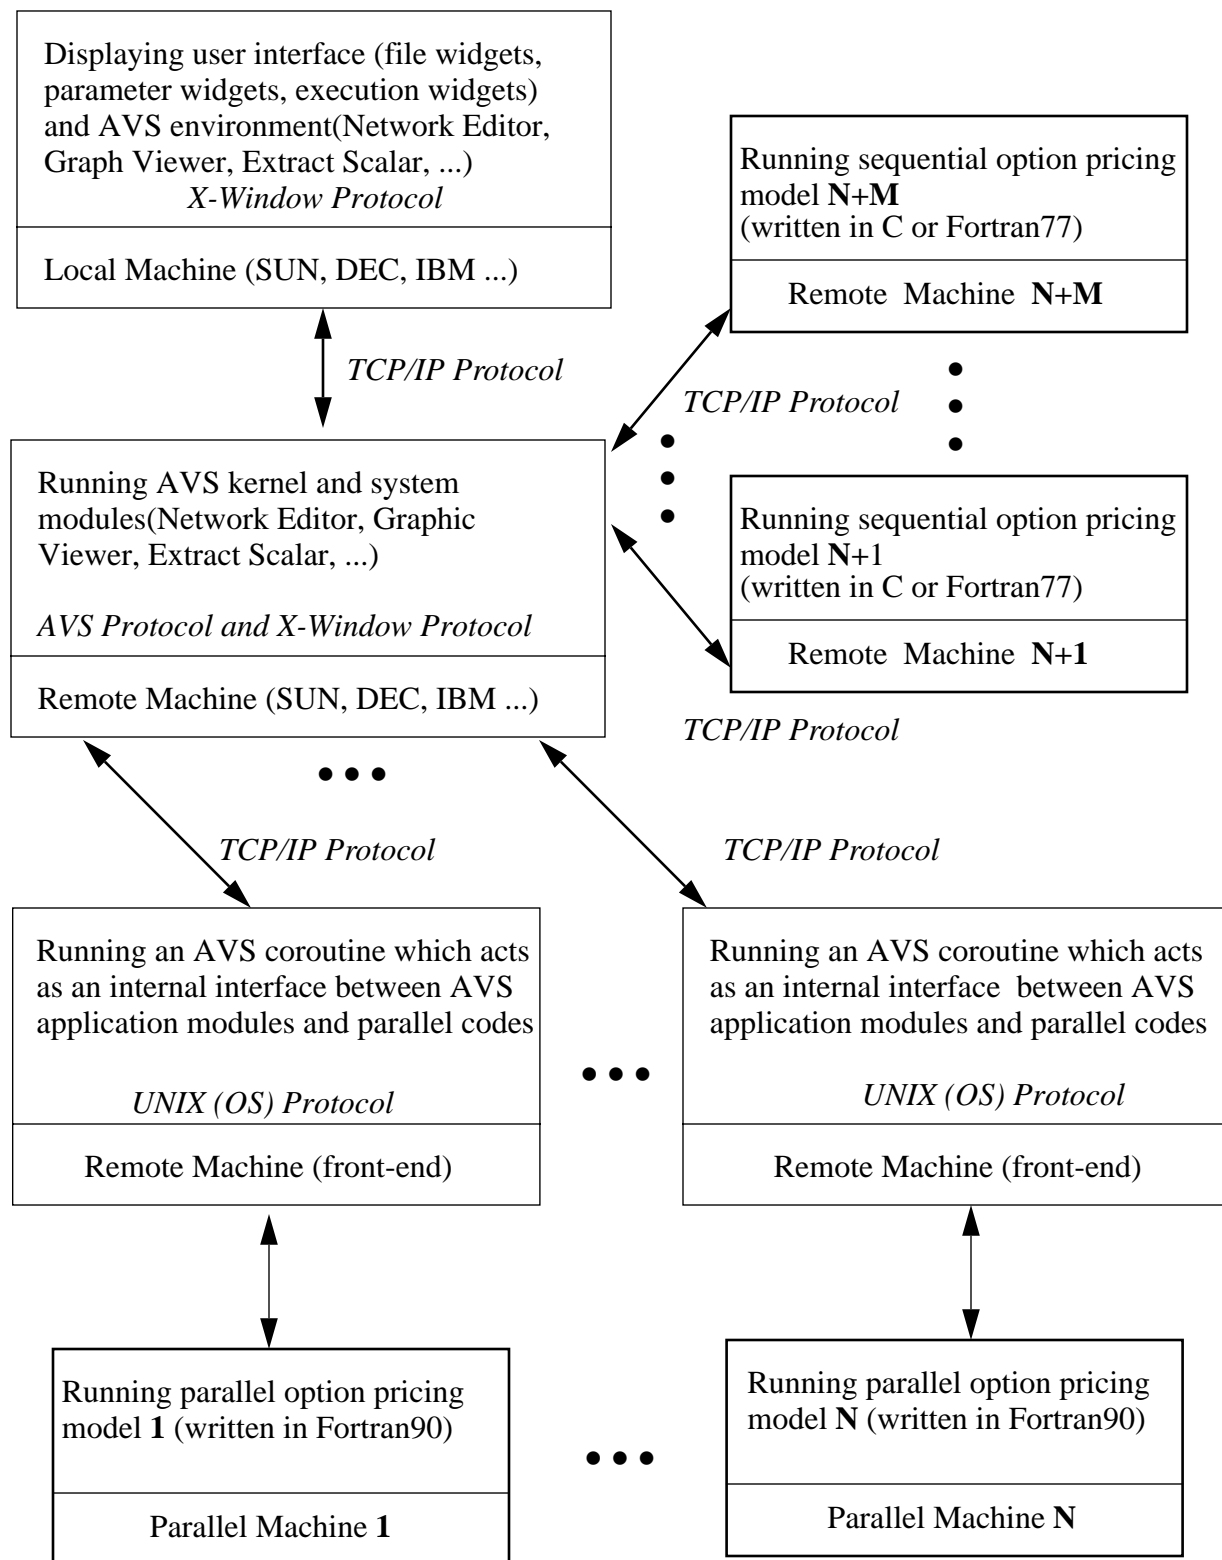 Displaying user interface (file widgets,
parameter widgets, execution widgets)
and AVS environment(Network Editor,
Graph Viewer, Extract Scalar, ...)
X-Window Protocol
Local Machine (SUN, DEC, IBM ...)
Running sequential option pricing
model N+M
(written in C or Fortran77)
Remote Machine N+M
TCP/IP Protocol
TCP/IP Protocol
Running AVS kernel and system
modules(Network Editor, Graphic
Viewer, Extract Scalar, ...)
AVS Protocol and X-Window Protocol
Remote Machine (SUN, DEC, IBM ...)
Running sequential option pricing
model N+1
(written in C or Fortran77)
Remote Machine N+1
TCP/IP Protocol
TCP/IP Protocol
TCP/IP Protocol
Running an AVS coroutine which acts
as an internal interface between AVS
application modules and parallel codes
UNIX (OS) Protocol
Remote Machine (front-end)
Running an AVS coroutine which acts
as an internal interface between AVS
application modules and parallel codes
UNIX (OS) Protocol
Remote Machine (front-end)
Running parallel option pricing
model 1 (written in Fortran90)
Parallel Machine 1
Running parallel option pricing
model N (written in Fortran90)
Parallel Machine N